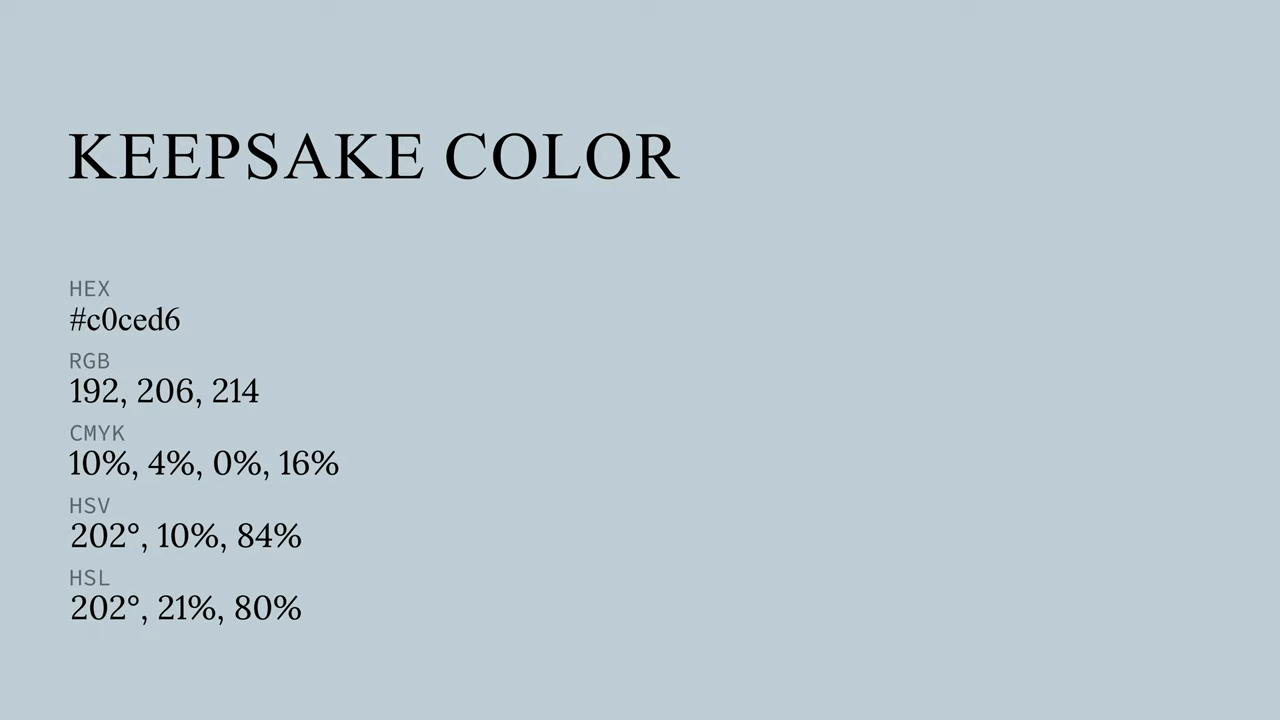 KEEPSAKE COLOR
HEX
#c0ced6
RGB
192, 206, 214
CMYK
10%, 4%, 0%, 16%
HSV
202°, 10%, 84%
HSL
202°, 21%, 80%